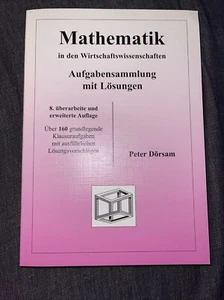 Mathematik
in den Wirtschaftswissenschaften
Aufgabensammlung
mit Lösungen
8. überarbeitete und
erweiterte Auflage
Über 160 grundlegende
Klausuraufgaben
mit ausführlichen
Lösungsvorschlägen
Peter Dörsam